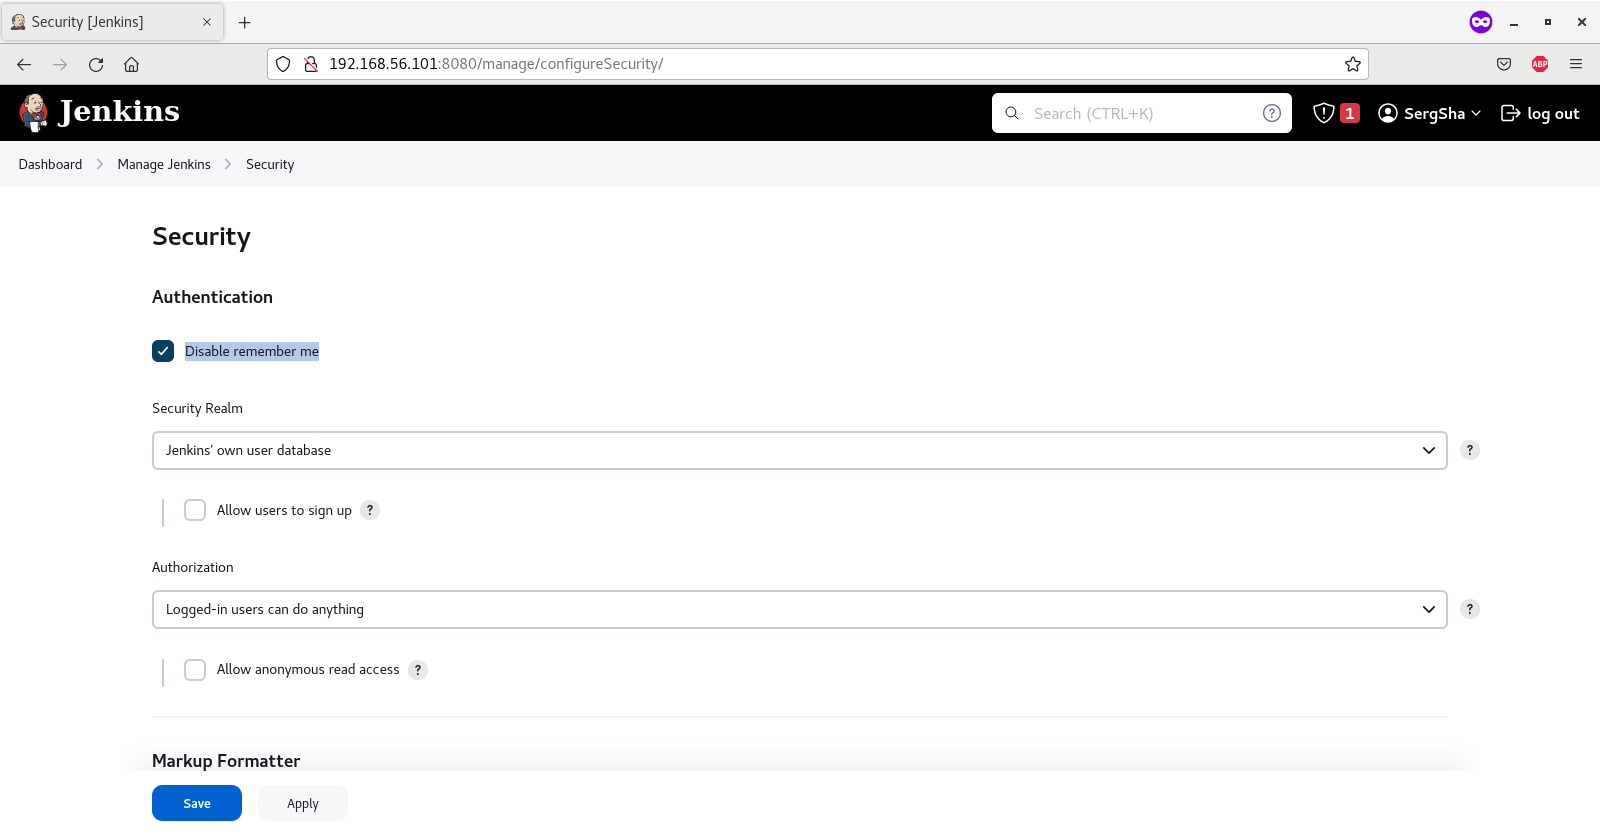 Security [Jenkins]
192.168.56.101:8080/manage/configureSecurity/
ABP
Jenkins
Search (CTRL+K)
?
1
SergSha
log out
Dashboard
Manage Jenkins
Security
Security
Authentication
Disable remember me
Security Realm
Jenkins’ own user database
?
Allow users to sign up
?
Authorization
Logged-in users can do anything
?
Allow anonymous read access
?
Markup Formatter
Save
Apply